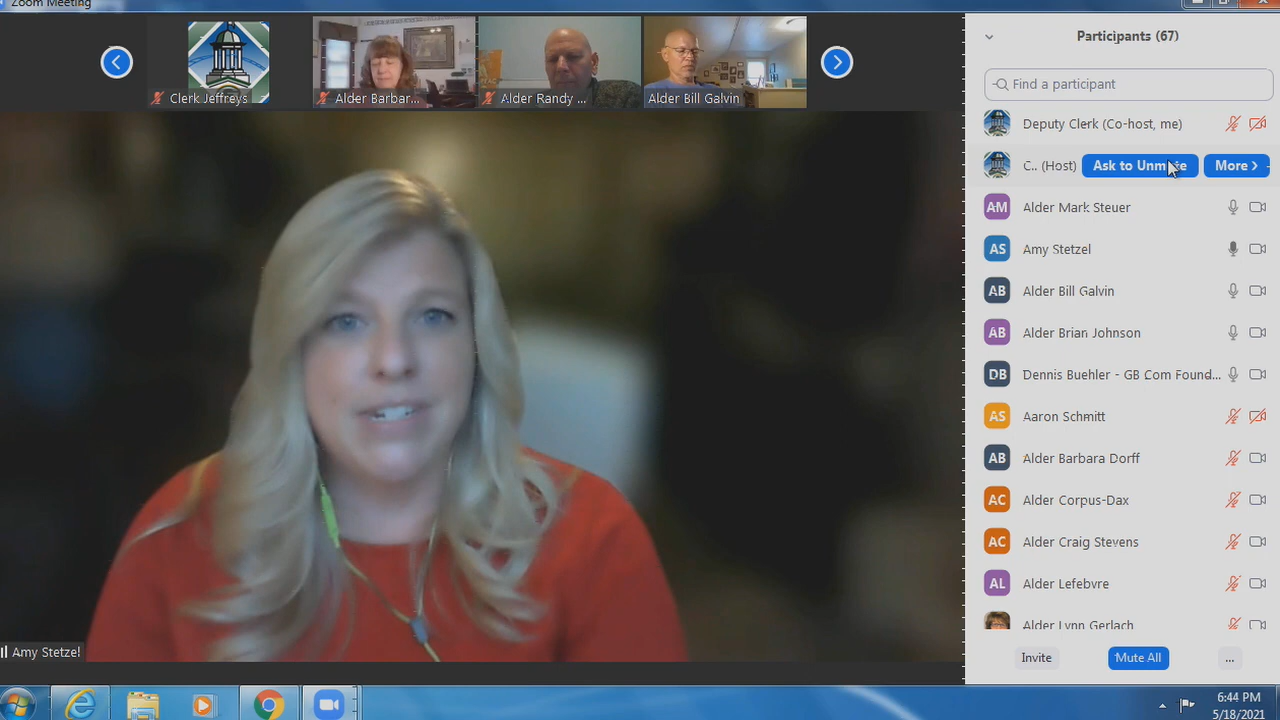 Zoom Meeting
Clerk Jeffreys
Alder Barbar...
Alder Randy ...
Alder Bill Galvin
Amy Stetzel
Participants (67)
Find a participant
Deputy Clerk (Co-host, me)
C.. (Host) Ask to Unmute More >
AM Alder Mark Steuer
AS Amy Stetzel
AB Alder Bill Galvin
AB Alder Brian Johnson
DB Dennis Buehler - GB Com Found...
AS Aaron Schmitt
AB Alder Barbara Dorff
AC Alder Corpus-Dax
AC Alder Craig Stevens
AL Alder Lefebvre
Alder Lynn Gerlach
Invite Mute All ...
6:44 PM
5/18/2021